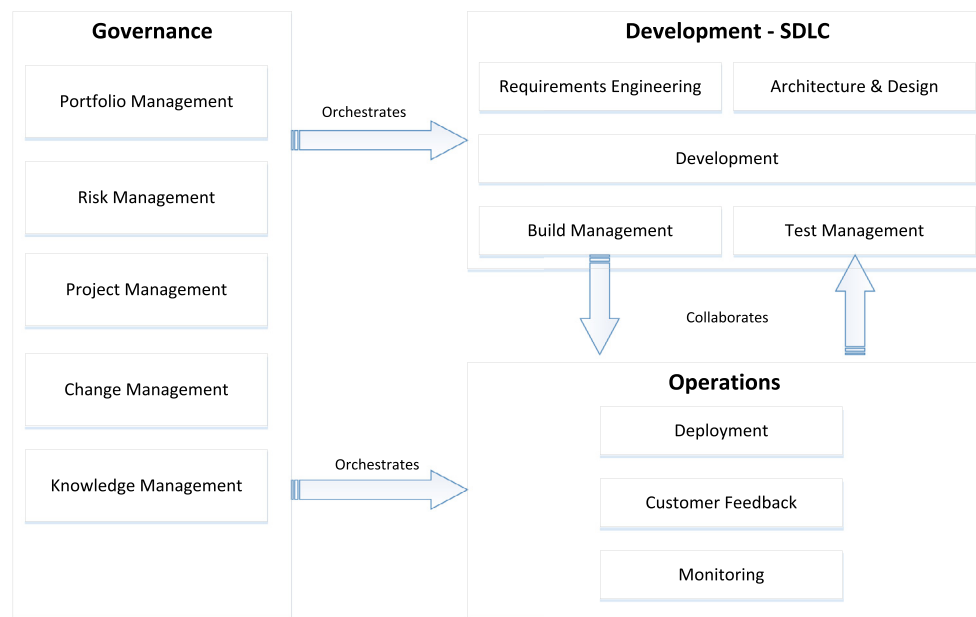 Governance
Portfolio Management
Risk Management
Project Management
Change Management
Knowledge Management
Orchestrates
Orchestrates
Development - SDLC
Requirements Engineering
Architecture & Design
Development
Build Management
Test Management
Collaborates
Operations
Deployment
Customer Feedback
Monitoring